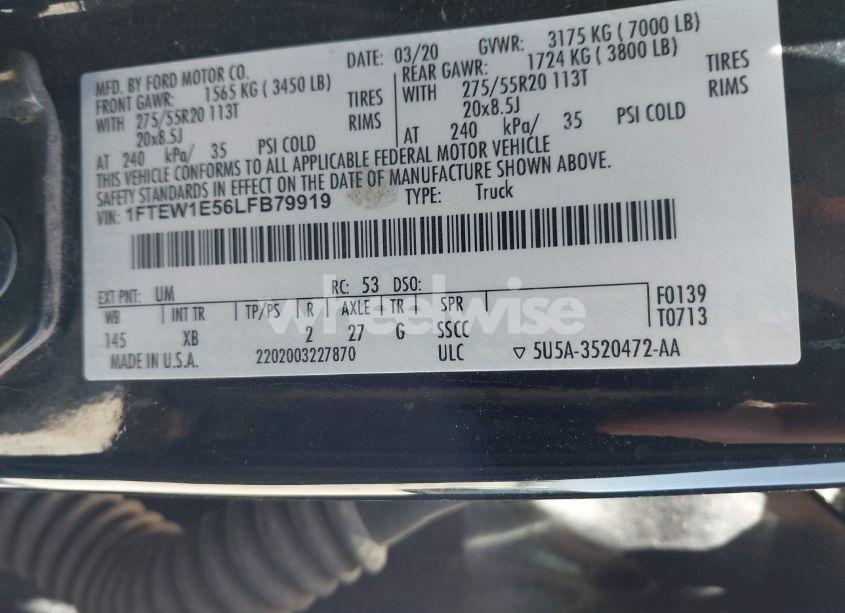 MFD. BY FORD MOTOR CO. DATE: 03/20 GVWR: 3175 KG ( 7000 LB)
FRONT GAWR: 1565 KG ( 3450 LB) REAR GAWR: 1724 KG ( 3800 LB)
WITH 275/55R20 113T TIRES WITH 275/55R20 113T TIRES
20x8.5J RIMS 20x8.5J RIMS
AT 240 kPa/ 35 PSI COLD AT 240 kPa/ 35 PSI COLD
THIS VEHICLE CONFORMS TO ALL APPLICABLE FEDERAL MOTOR VEHICLE
SAFETY STANDARDS IN EFFECT ON THE DATE OF MANUFACTURE SHOWN ABOVE.
VIN: 1FTEW1E56LFB79919 TYPE: Truck
EXT PNT: UM RC: 53 DSO:
WB INT TR TP/PS R AXLE TR SPR F0139
145 XB 2 27 G SSCC T0713
MADE IN U.S.A. 2202003227870 ULC ▽ 5U5A-3520472-AA
wheelwise